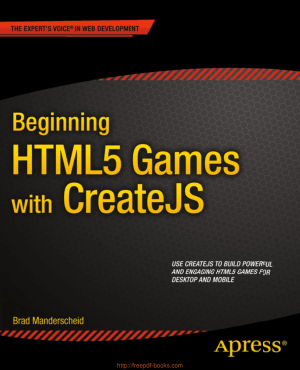 THE EXPERT'S VOICE® IN WEB DEVELOPMENT
Beginning
HTML5 Games
with CreateJS
USE CREATEJS TO BUILD POWERFUL
AND ENGAGING HTML5 GAMES FOR
DESKTOP AND MOBILE
Brad Manderscheid
Apress®
http://freepdf-books.com